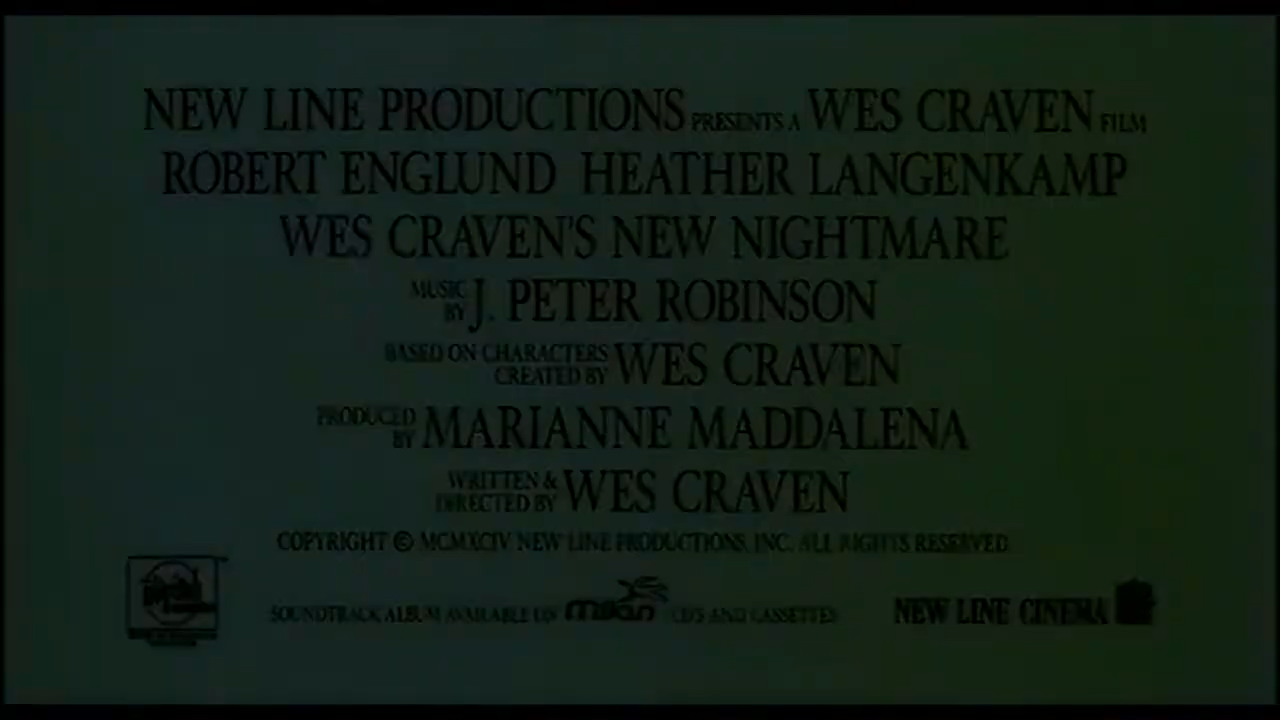 NEW LINE PRODUCTIONS PRESENTS A WES CRAVEN FILM
ROBERT ENGLUND HEATHER LANGENKAMP
WES CRAVEN'S NEW NIGHTMARE
MUSIC BY J. PETER ROBINSON
BASED ON CHARACTERS CREATED BY WES CRAVEN
PRODUCED BY MARIANNE MADDALENA
WRITTEN & DIRECTED BY WES CRAVEN
COPYRIGHT © MCMXCIV NEW LINE PRODUCTIONS, INC. ALL RIGHTS RESERVED
SOUNDTRACK ALBUM AVAILABLE ON milan CD'S AND CASSETTES
NEW LINE CINEMA